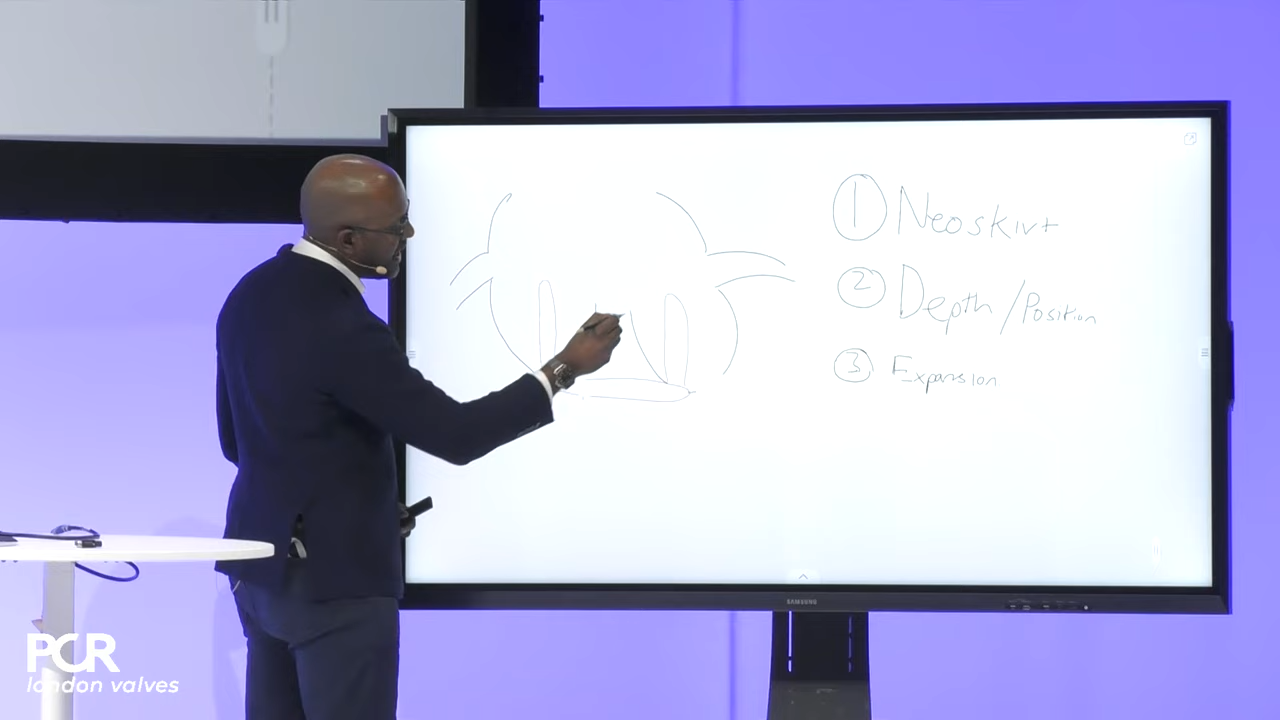 1 Neoskirt
2 Depth / Position
3 Expansion
SAMSUNG
PCR
london valves